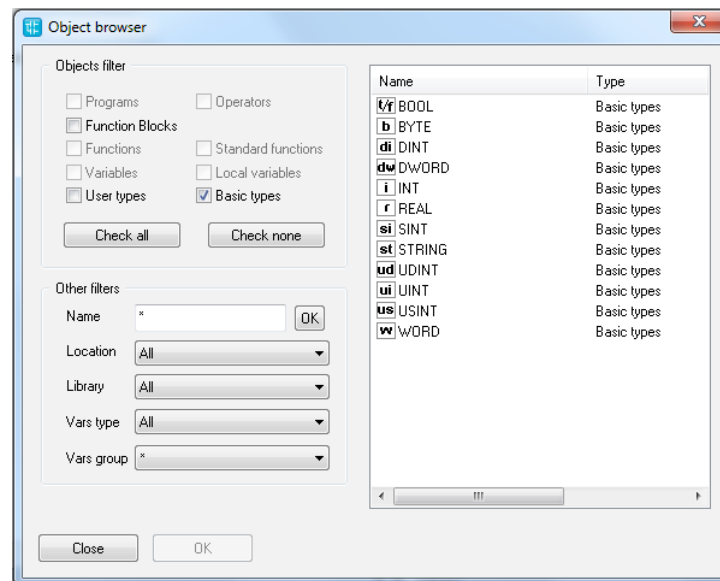 Object browser
Objects filter
Programs Operators
Function Blocks
Functions Standard functions
Variables Local variables
User types Basic types
Check all Check none
Other filters
Name * OK
Location All
Library All
Vars type All
Vars group *
Close OK
Name Type
t/f BOOL Basic types
b BYTE Basic types
di DINT Basic types
dw DWORD Basic types
i INT Basic types
r REAL Basic types
si SINT Basic types
st STRING Basic types
ud UDINT Basic types
ui UINT Basic types
us USINT Basic types
w WORD Basic types